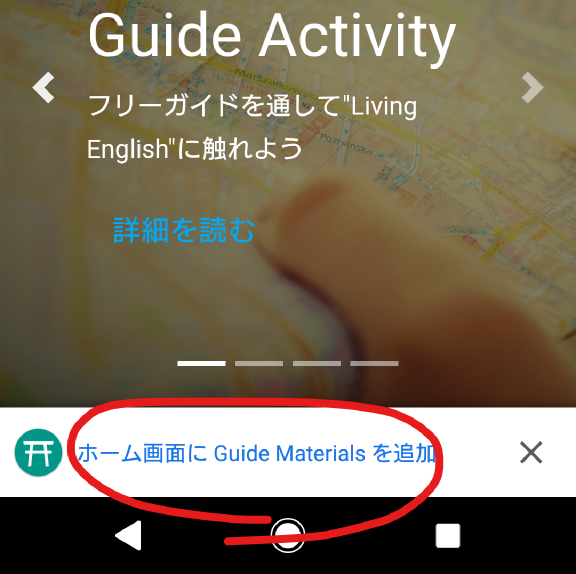 Guide Activity
フリーガイドを通して"Living
English"に触れよう
詳細を読む
ホーム画面に Guide Materials を追加